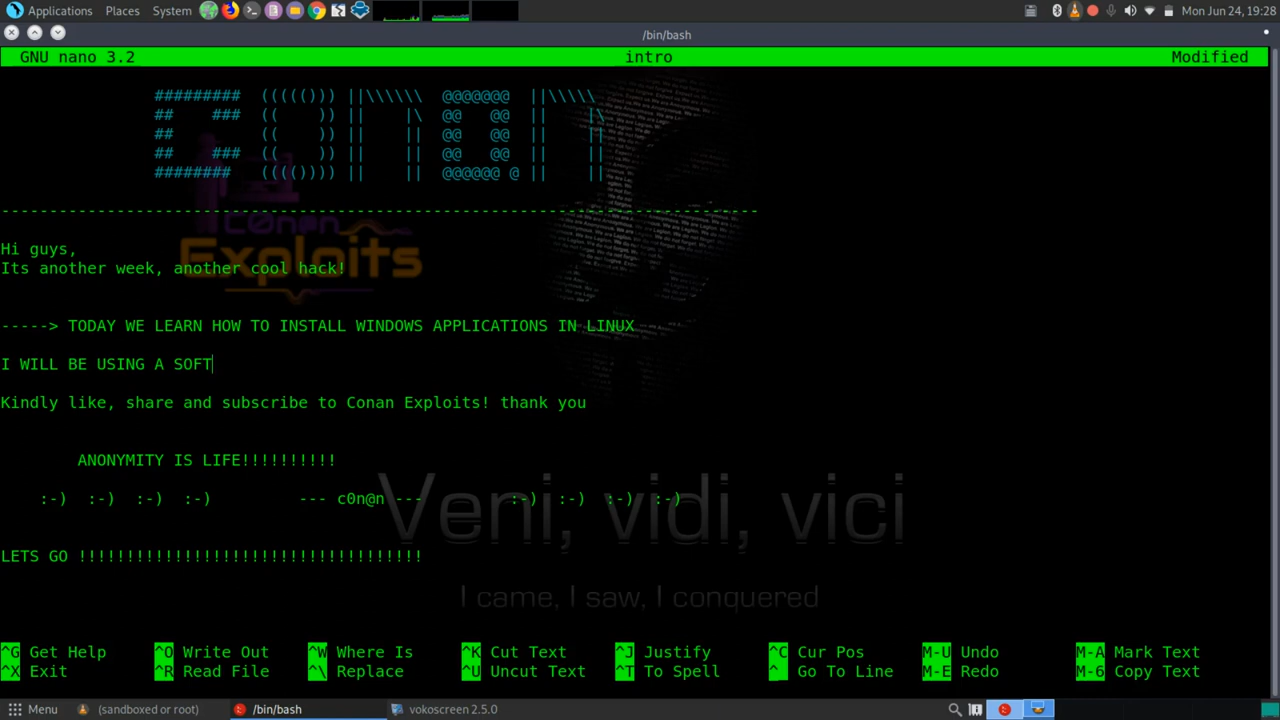 Applications Places System Mon Jun 24, 19:28
/bin/bash
GNU nano 3.2 intro Modified
######### ((((())) ||\\\\\\ @@@@@@@ ||\\\\\
## ### (( )) || |\ @@ @@ || |\
## (( )) || || @@ @@ || ||
## ### (( )) || || @@ @@ || ||
######## (((()))) || || @@@@@@ @ || ||
-------------------------------------------------------------------------------
c0nan
Exploits
Hi guys,
Its another week, another cool hack!
-----> TODAY WE LEARN HOW TO INSTALL WINDOWS APPLICATIONS IN LINUX
I WILL BE USING A SOFT
Kindly like, share and subscribe to Conan Exploits! thank you
ANONYMITY IS LIFE!!!!!!!!!!
:-) :-) :-) :-) --- c0n@n --- :-) :-) :-) :-)
Veni, vidi, vici
LETS GO !!!!!!!!!!!!!!!!!!!!!!!!!!!!!!!!!!!!
I came, I saw, I conquered
^G Get Help ^O Write Out ^W Where Is ^K Cut Text ^J Justify ^C Cur Pos M-U Undo M-A Mark Text
^X Exit ^R Read File ^\ Replace ^U Uncut Text ^T To Spell ^_ Go To Line M-E Redo M-6 Copy Text
Menu (sandboxed or root) /bin/bash vokoscreen 2.5.0